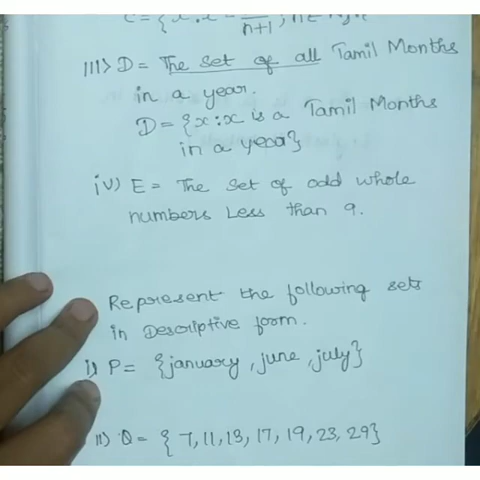 C = {x : x = n/n+1, n∈N}
III> D = The set of all Tamil Months
in a year.
D = {x : x is a Tamil Months
in a year}
iv) E = The set of odd whole
numbers Less than 9.
Represent the following sets
in Descriptive form.
i) P = {january, june, july}
II) Q = { 7, 11, 13, 17, 19, 23, 29}